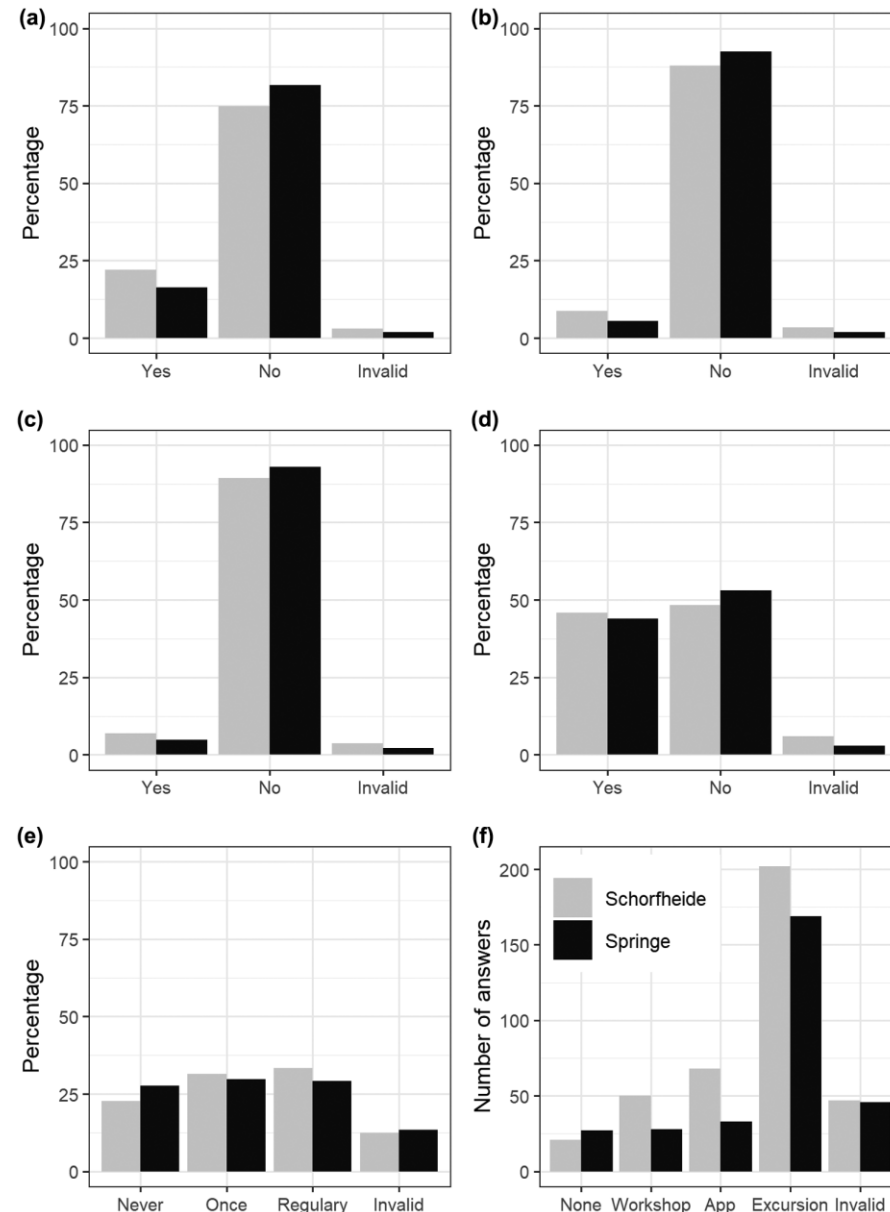 (a)
100
75
50
25
0
Percentage
Yes No Invalid
(b)
100
75
50
25
0
Percentage
Yes No Invalid
(c)
100
75
50
25
0
Percentage
Yes No Invalid
(d)
100
75
50
25
0
Percentage
Yes No Invalid
(e)
100
75
50
25
0
Percentage
Never Once Regulary Invalid
(f)
200
150
100
50
0
Number of answers
Schorfheide
Springe
None Workshop App Excursion Invalid